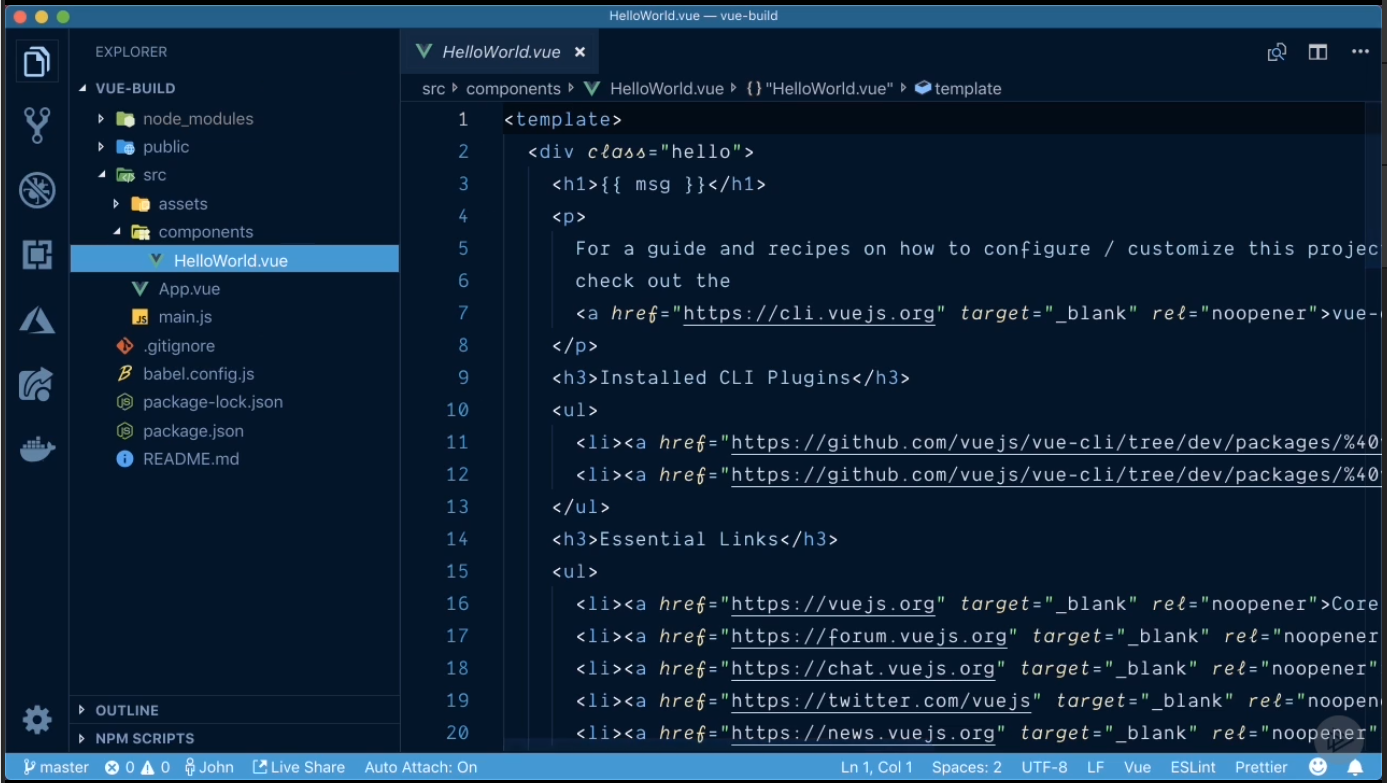 HelloWorld.vue — vue-build
EXPLORER
VUE-BUILD
node_modules
public
src
assets
components
HelloWorld.vue
App.vue
main.js
.gitignore
babel.config.js
package-lock.json
package.json
README.md
OUTLINE
NPM SCRIPTS
HelloWorld.vue ×
src components HelloWorld.vue {} "HelloWorld.vue" template
1 <template>
2 <div class="hello">
3 <h1>{{ msg }}</h1>
4 <p>
5 For a guide and recipes on how to configure / customize this projec
6 check out the
7 <a href="https://cli.vuejs.org" target="_blank" rel="noopener">vue-
8 </p>
9 <h3>Installed CLI Plugins</h3>
10 <ul>
11 <li><a href="https://github.com/vuejs/vue-cli/tree/dev/packages/%40
12 <li><a href="https://github.com/vuejs/vue-cli/tree/dev/packages/%40
13 </ul>
14 <h3>Essential Links</h3>
15 <ul>
16 <li><a href="https://vuejs.org" target="_blank" rel="noopener">Core
17 <li><a href="https://forum.vuejs.org" target="_blank" rel="noopener
18 <li><a href="https://chat.vuejs.org" target="_blank" rel="noopener"
19 <li><a href="https://twitter.com/vuejs" target="_blank" rel="noopen
20 <li><a href="https://news.vuejs.org" target="_blank" rel="noopener"
master 0 0 John Live Share Auto Attach: On Ln 1, Col 1 Spaces: 2 UTF-8 LF Vue ESLint Prettier